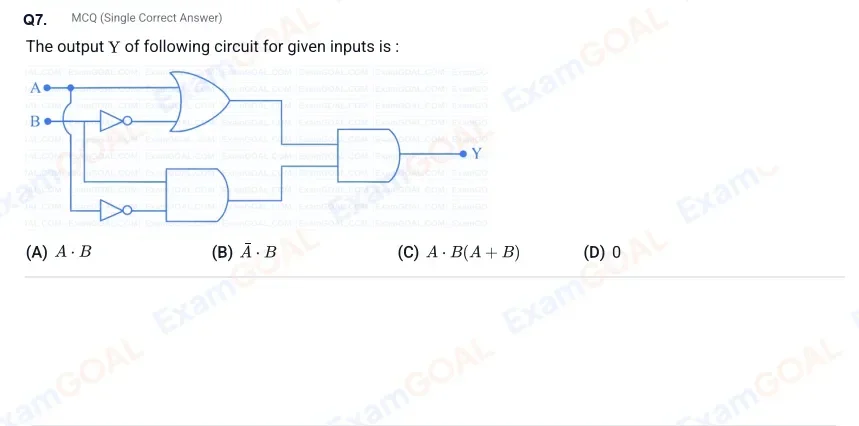 Q7. MCQ (Single Correct Answer)
The output Y of following circuit for given inputs is :
A
B
Y
(A) A · B (B) Ā · B (C) A · B(A + B) (D) 0
ExamGOAL
ExamGOAL
ExamGOAL
ExamGOAL